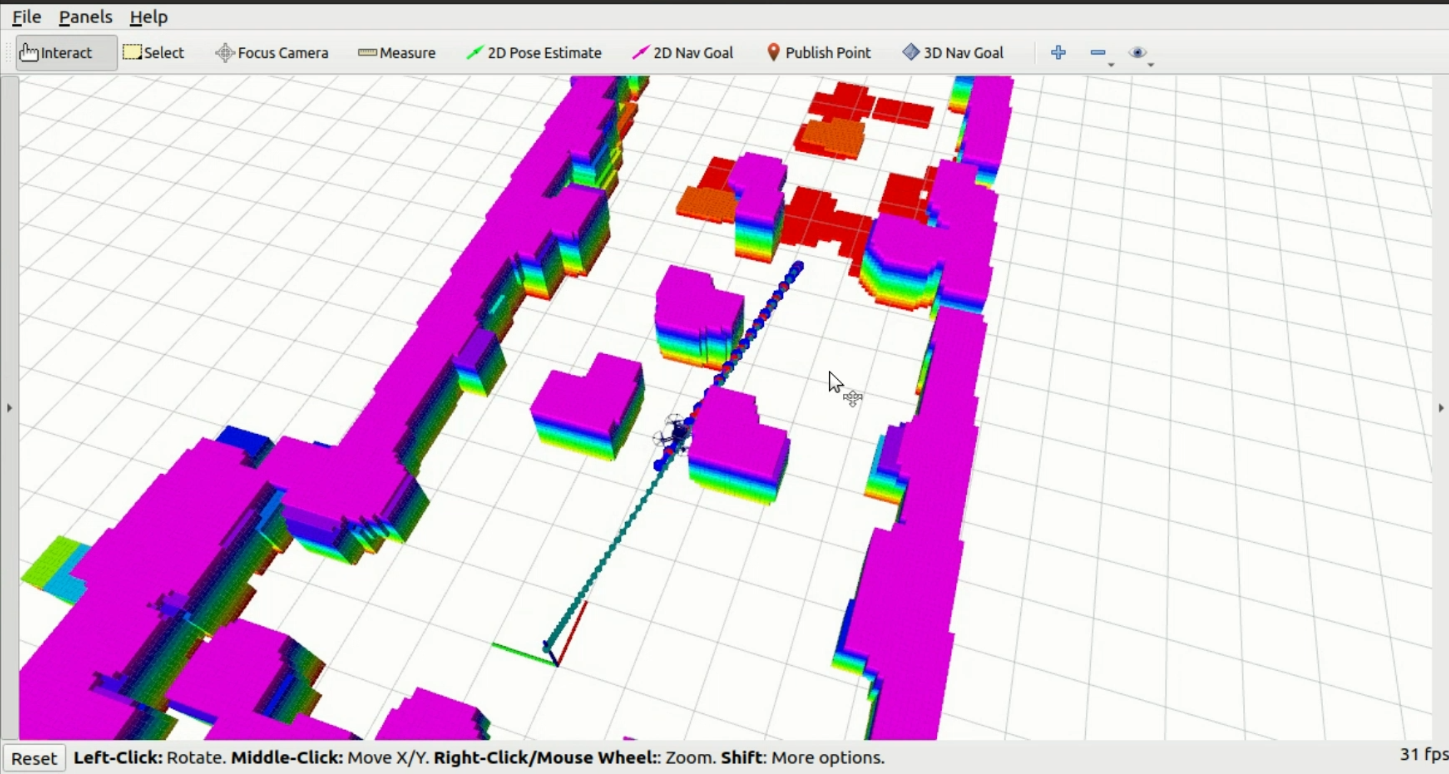 File Panels Help
Interact Select Focus Camera Measure 2D Pose Estimate 2D Nav Goal Publish Point 3D Nav Goal
Reset Left-Click: Rotate. Middle-Click: Move X/Y. Right-Click/Mouse Wheel:: Zoom. Shift: More options. 31 fps